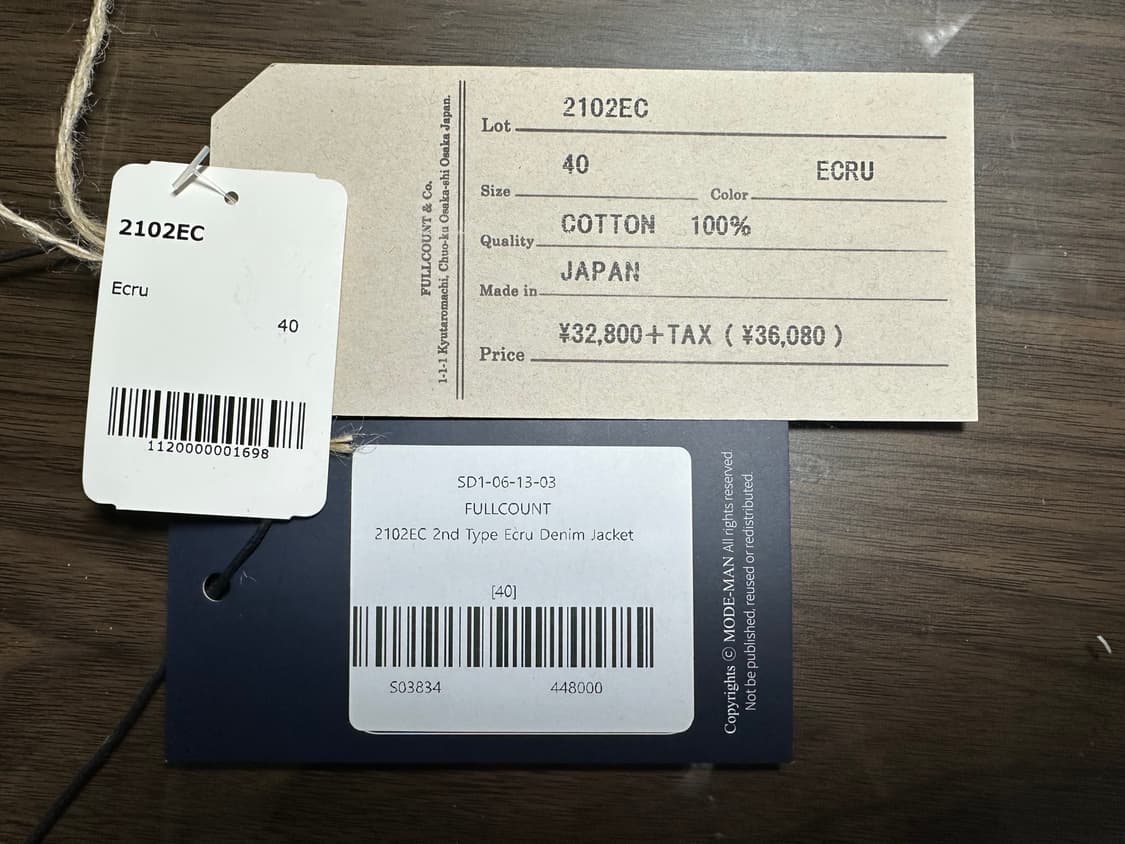 2102EC
Ecru
40
1120000001698
FULLCOUNT & Co.
1-1-1 Kyutaromachi, Chuo-ku Osaka-shi Osaka Japan.
Lot 2102EC
Size 40 Color ECRU
Quality COTTON 100%
Made in JAPAN
Price ¥32,800+TAX ( ¥36,080 )
SD1-06-13-03
FULLCOUNT
2102EC 2nd Type Ecru Denim Jacket
[40]
S03834 448000
Copyrights © MODE-MAN All rights reserved.
Not be published, reused or redistributed.